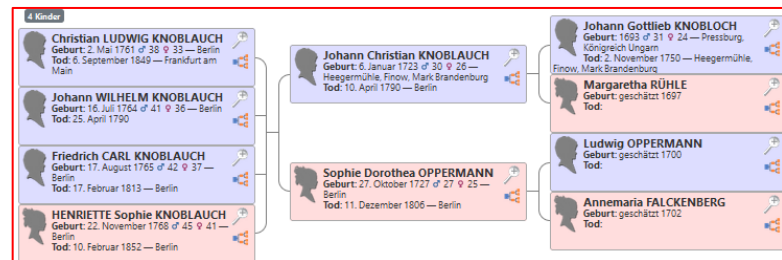 4 Kinder
Christian LUDWIG KNOBLAUCH
Geburt: 2. Mai 1761 ♂ 38 ♀ 33 — Berlin
Tod: 6. September 1849 — Frankfurt am
Main
Johann WILHELM KNOBLAUCH
Geburt: 16. Juli 1764 ♂ 41 ♀ 36 — Berlin
Tod: 25. April 1790
Friedrich CARL KNOBLAUCH
Geburt: 17. August 1765 ♂ 42 ♀ 37 —
Berlin
Tod: 17. Februar 1813 — Berlin
HENRIETTE Sophie KNOBLAUCH
Geburt: 22. November 1768 ♂ 45 ♀ 41 —
Berlin
Tod: 10. Februar 1852 — Berlin
Johann Christian KNOBLAUCH
Geburt: 6. Januar 1723 ♂ 30 ♀ 26 —
Heegermühle, Finow, Mark Brandenburg
Tod: 10. April 1790 — Berlin
Sophie Dorothea OPPERMANN
Geburt: 27. Oktober 1727 ♂ 27 ♀ 25 —
Berlin
Tod: 11. Dezember 1806 — Berlin
Johann Gottlieb KNOBLOCH
Geburt: 1693 ♂ 31 ♀ 24 — Pressburg,
Königreich Ungarn
Tod: 2. November 1750 — Heegermühle,
Finow, Mark Brandenburg
Margaretha RÜHLE
Geburt: geschätzt 1697
Tod:
Ludwig OPPERMANN
Geburt: geschätzt 1700
Tod:
Annemaria FALCKENBERG
Geburt: geschätzt 1702
Tod: